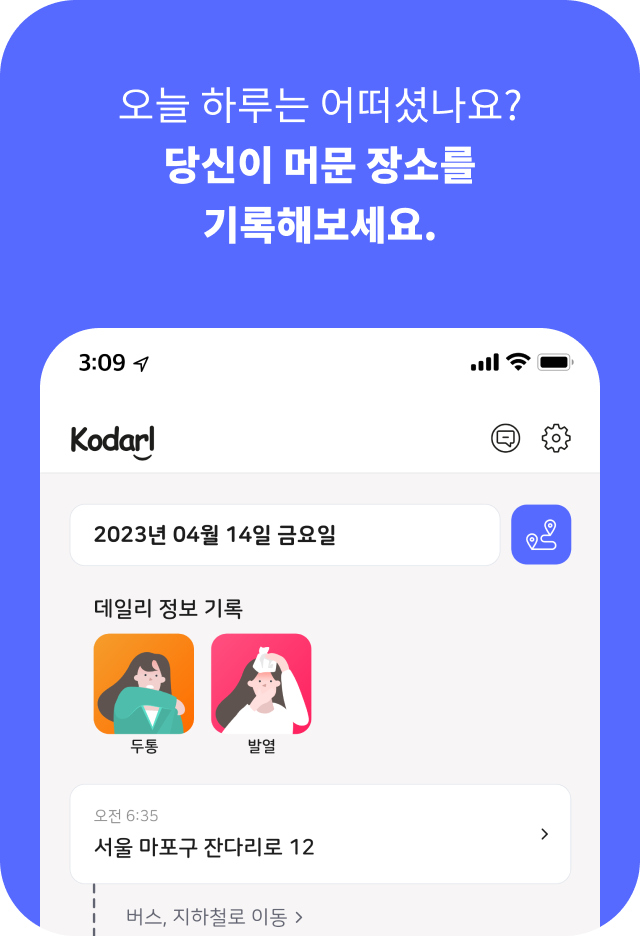 오늘 하루는 어떠셨나요?
당신이 머문 장소를
기록해보세요.
3:09
Kodarl
2023년 04월 14일 금요일
데일리 정보 기록
두통 발열
오전 6:35
서울 마포구 잔다리로 12
버스, 지하철로 이동 >